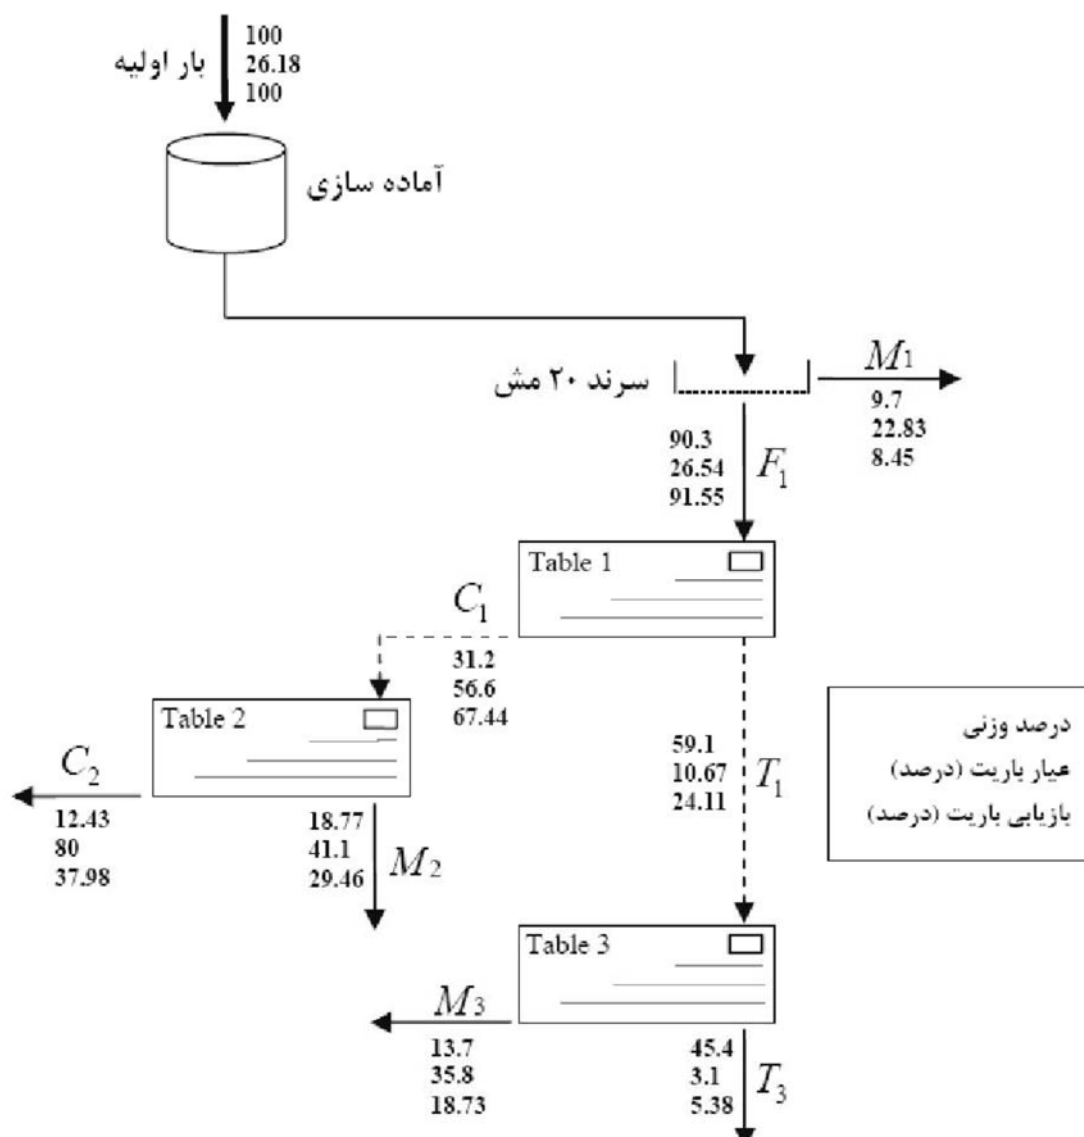 بار اولیه
100
26.18
100
آماده سازی
سرند ۲۰ مش
M1
9.7
22.83
8.45
90.3
26.54
91.55
F1
Table 1
C1
31.2
56.6
67.44
Table 2
C2
12.43
80
37.98
18.77
41.1
29.46
M2
59.1
10.67
24.11
T1
درصد وزنی
عیار باریت (درصد)
بازیابی باریت (درصد)
Table 3
M3
13.7
35.8
18.73
45.4
3.1
5.38
T3